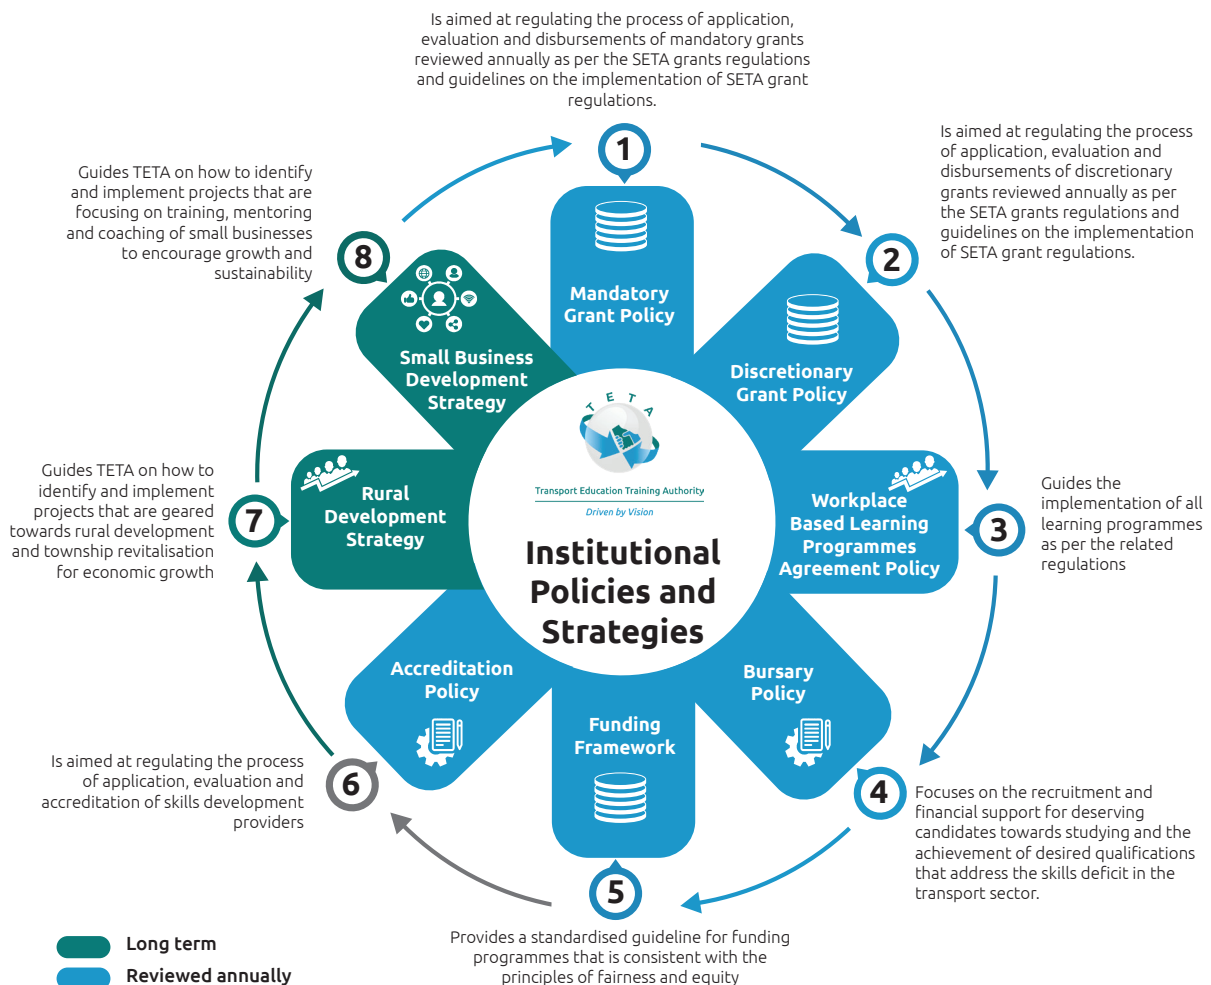 Is aimed at regulating the process of application,
evaluation and disbursements of mandatory grants
reviewed annually as per the SETA grants regulations
and guidelines on the implementation of SETA grant
regulations.
1
Mandatory
Grant Policy
Is aimed at regulating the process
of application, evaluation and
disbursements of discretionary
grants reviewed annually as per
the SETA grants regulations and
guidelines on the implementation
of SETA grant regulations.
2
Discretionary
Grant Policy
Guides the
implementation of all
learning programmes
as per the related
regulations
3
Workplace
Based Learning
Programmes
Agreement Policy
Focuses on the recruitment and
financial support for deserving
candidates towards studying and the
achievement of desired qualifications
that address the skills deficit in the
transport sector.
4
Bursary
Policy
5
Funding
Framework
Provides a standardised guideline for funding
programmes that is consistent with the
principles of fairness and equity
Is aimed at regulating the process
of application, evaluation and
accreditation of skills development
providers
6
Accreditation
Policy
Guides TETA on how to
identify and implement
projects that are geared
towards rural development
and township revitalisation
for economic growth
7
Rural
Development
Strategy
Guides TETA on how to identify
and implement projects that are
focusing on training, mentoring
and coaching of small businesses
to encourage growth and
sustainability
8
Small Business
Development
Strategy
TETA
Transport Education Training Authority
Driven by Vision
Institutional
Policies and
Strategies
Long term
Reviewed annually